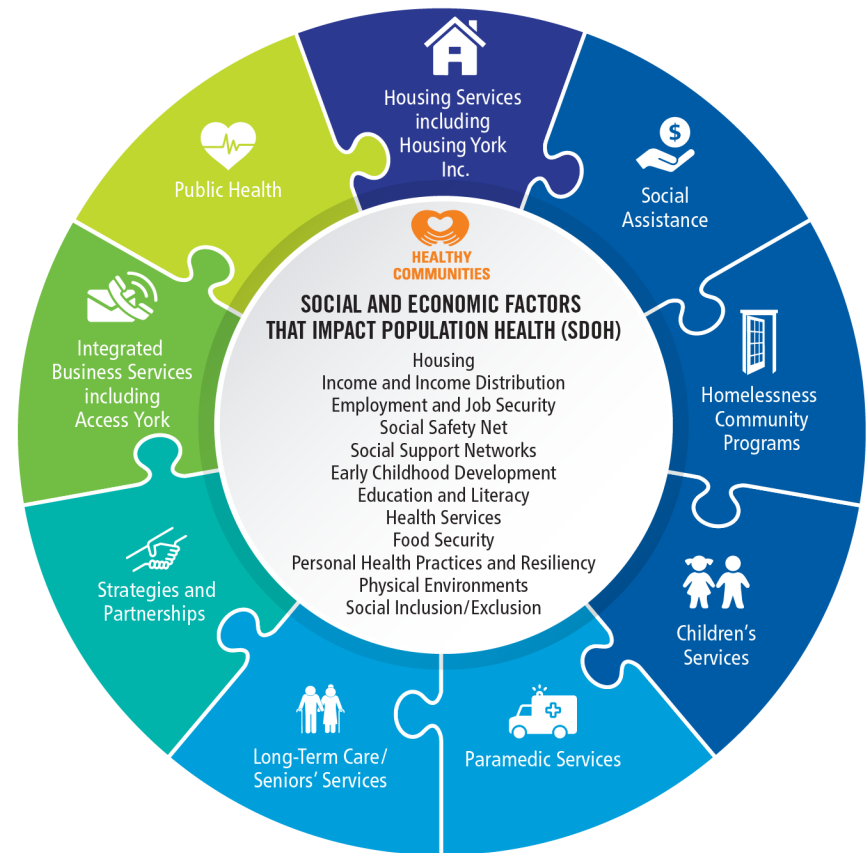 Housing Services
including
Housing York
Inc.
$
Social
Assistance
Homelessness
Community
Programs
Children’s
Services
Paramedic Services
Long-Term Care/
Seniors’ Services
Strategies and
Partnerships
Integrated
Business Services
including
Access York
Public Health
HEALTHY
COMMUNITIES
SOCIAL AND ECONOMIC FACTORS
THAT IMPACT POPULATION HEALTH (SDOH)
Housing
Income and Income Distribution
Employment and Job Security
Social Safety Net
Social Support Networks
Early Childhood Development
Education and Literacy
Health Services
Food Security
Personal Health Practices and Resiliency
Physical Environments
Social Inclusion/Exclusion